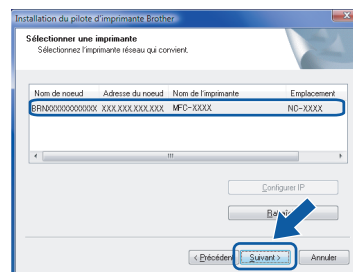 Installation du pilote d'imprimante Brother
Sélectionner une imprimante
Sélectionnez l'imprimante réseau qui convient.
Nom de noeud Adresse du noeud Nom de l'imprimante Emplacement
BRNXXXXXXXXXXXX XXX.XXX.XXX.XXX MFC-XXXX NC-XXXX
Configurer IP
< Précédent Suivant > Annuler